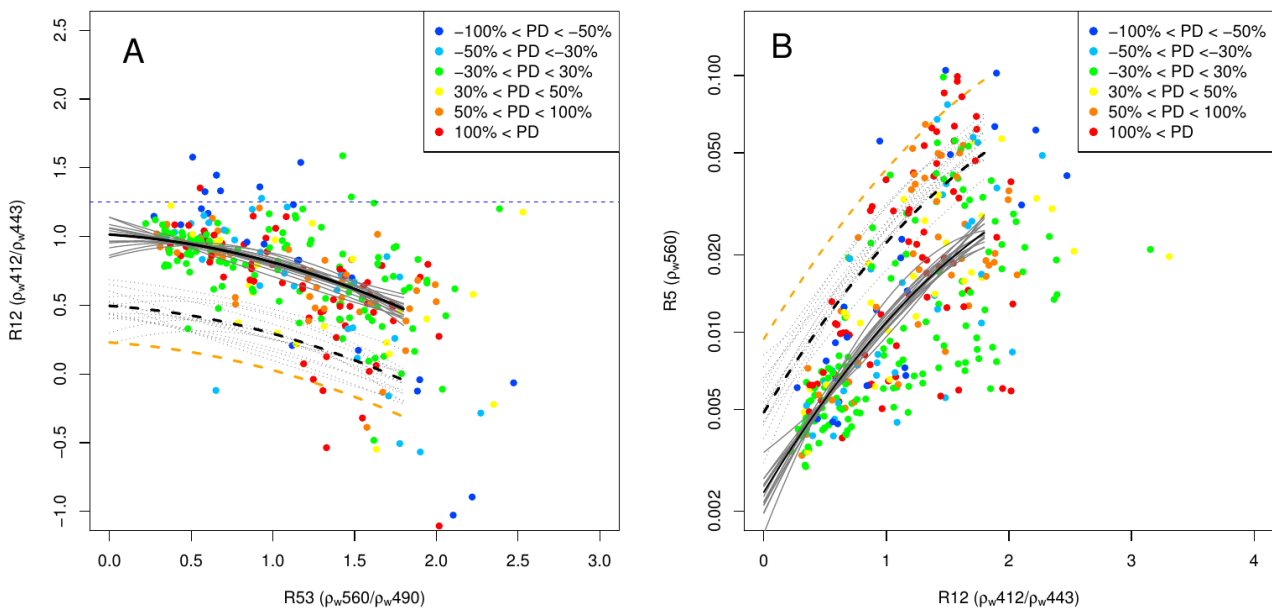 A
−100% < PD < −50%
−50% < PD <−30%
−30% < PD < 30%
30% < PD < 50%
50% < PD < 100%
100% < PD
2.5
2.0
1.5
1.0
0.5
0.0
−0.5
−1.0
R12 (ρw412/ρw443)
0.0 0.5 1.0 1.5 2.0 2.5 3.0
R53 (ρw560/ρw490)
B
−100% < PD < −50%
−50% < PD <−30%
−30% < PD < 30%
30% < PD < 50%
50% < PD < 100%
100% < PD
0.100
0.050
0.020
0.010
0.005
0.002
R5 (ρw560)
0 1 2 3 4
R12 (ρw412/ρw443)